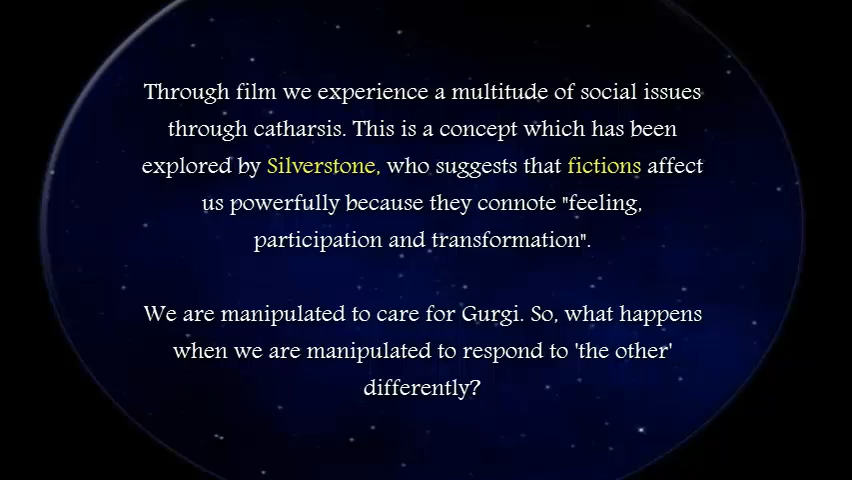 Through film we experience a multitude of social issues
through catharsis. This is a concept which has been
explored by Silverstone, who suggests that fictions affect
us powerfully because they connote "feeling,
participation and transformation".
We are manipulated to care for Gurgi. So, what happens
when we are manipulated to respond to 'the other'
differently?